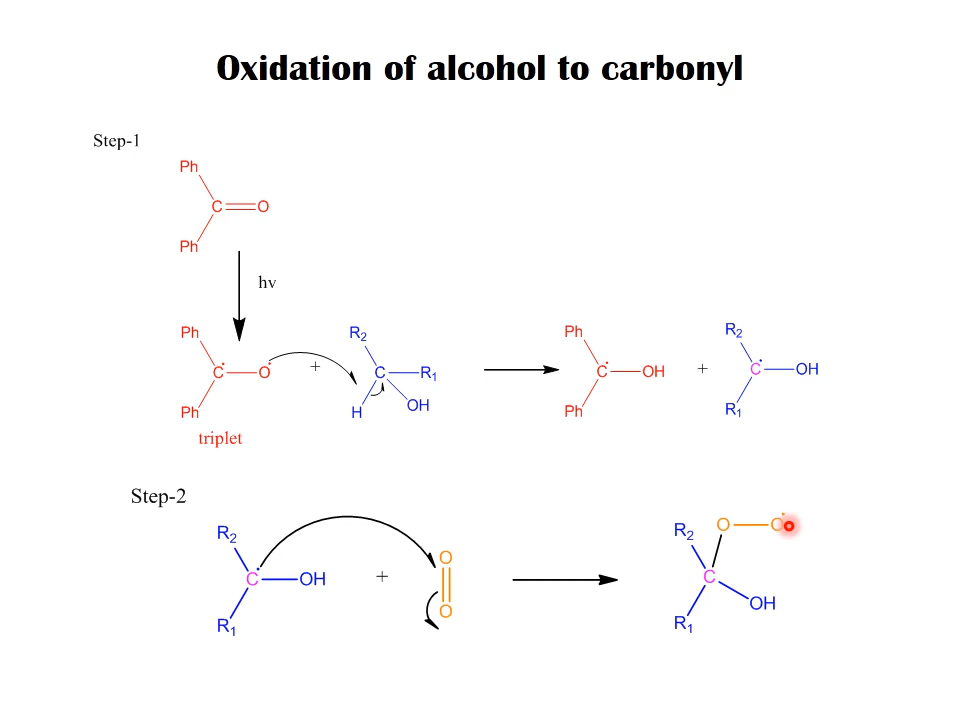 Oxidation of alcohol to carbonyl
Step-1
Ph
C O
Ph
hv
Ph R2 Ph R2
C O + C R1 C OH + C OH
H OH
Ph Ph R1
triplet
Step-2
R2 O R2 O O
C OH + C
O OH
R1 R1